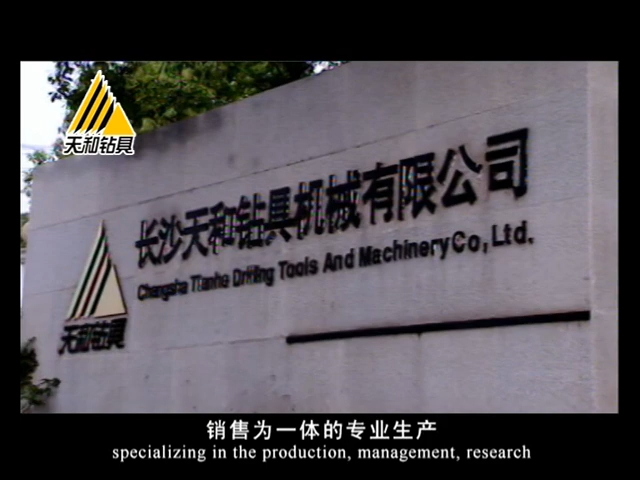 天和钻具
长沙天和钻具机械有限公司
Changsha Tianhe Drilling Tools And Machinery Co, Ltd.
天和钻具
销售为一体的专业生产
specializing in the production, management, research